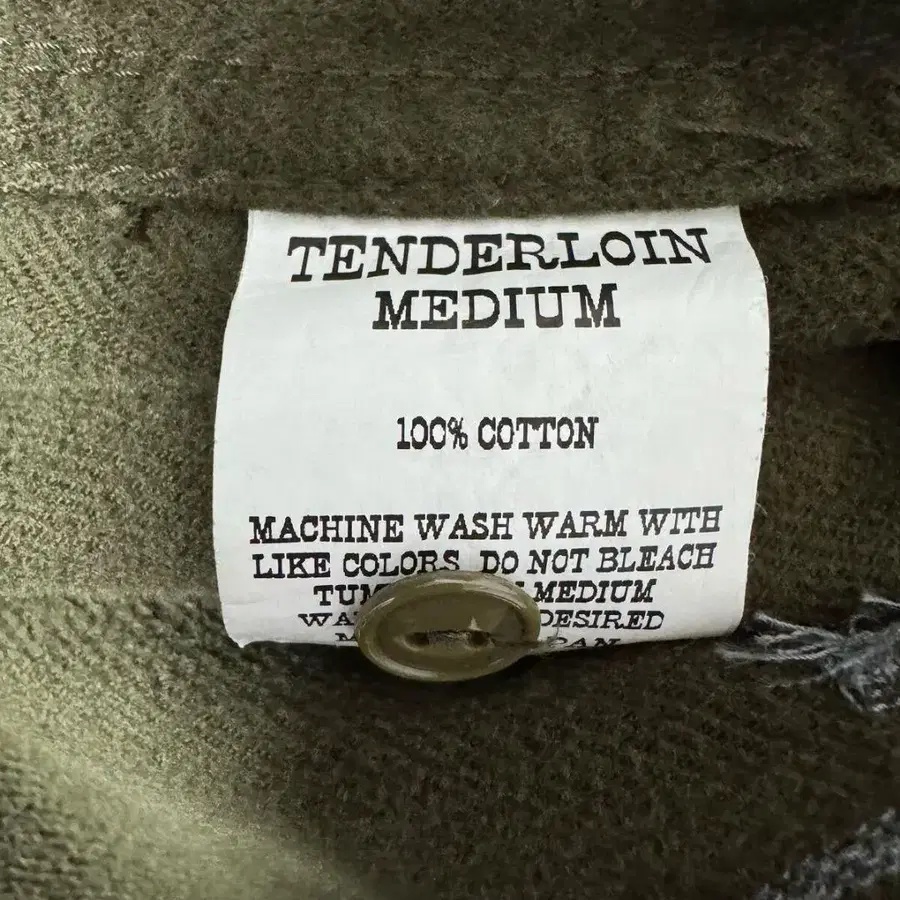 TENDERLOIN
MEDIUM
100% COTTON
MACHINE WASH WARM WITH
LIKE COLORS DO NOT BLEACH
MEDIUM
DESIRED